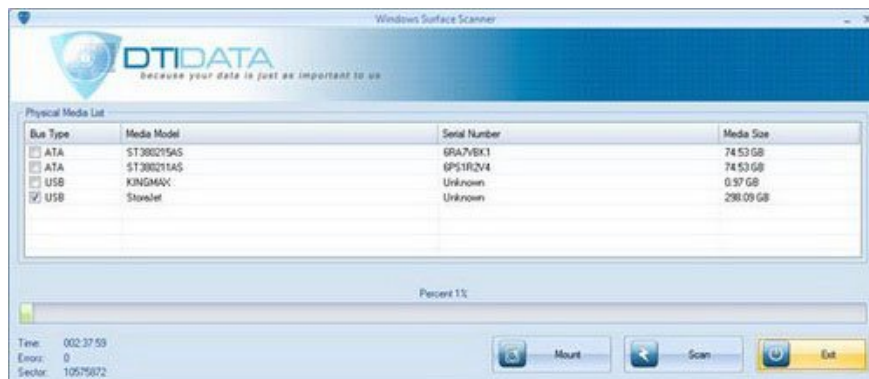 Windows Surface Scanner
DTIDATA
because your data is just as important to us
Physical Media List
Bus Type Media Model Serial Number Media Size
ATA ST380215AS 6RA7VBK1 74.53 GB
ATA ST380211AS 6PS1R2V4 74.53 GB
USB KINGMAX Unknown 0.97 GB
USB StoreJet Unknown 298.09 GB
Percent 1%
Time: 002:37:59
Errors: 0
Sector: 10575872
Mount Scan Exit